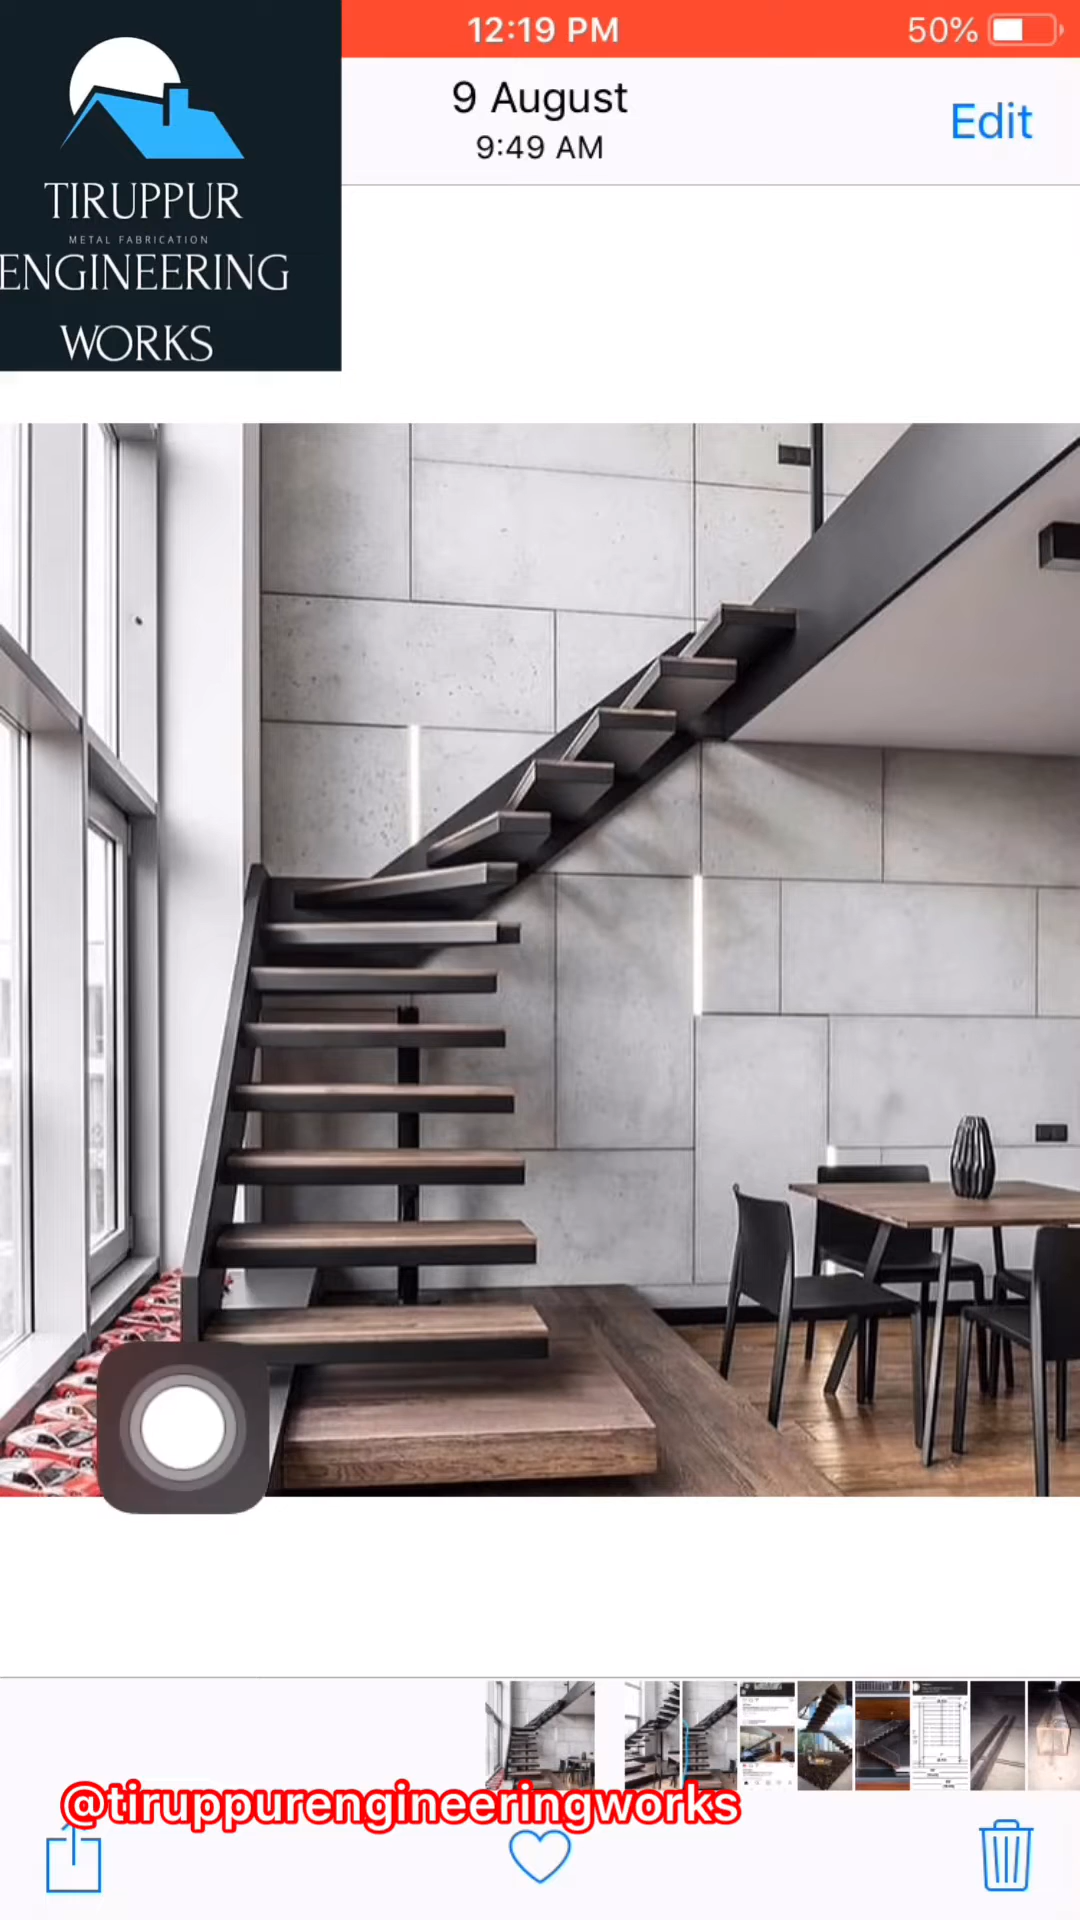 12:19 PM
50%
9 August
9:49 AM
Edit
TIRUPPUR
METAL FABRICATION
ENGINEERING
WORKS
@tiruppurengineeringworks